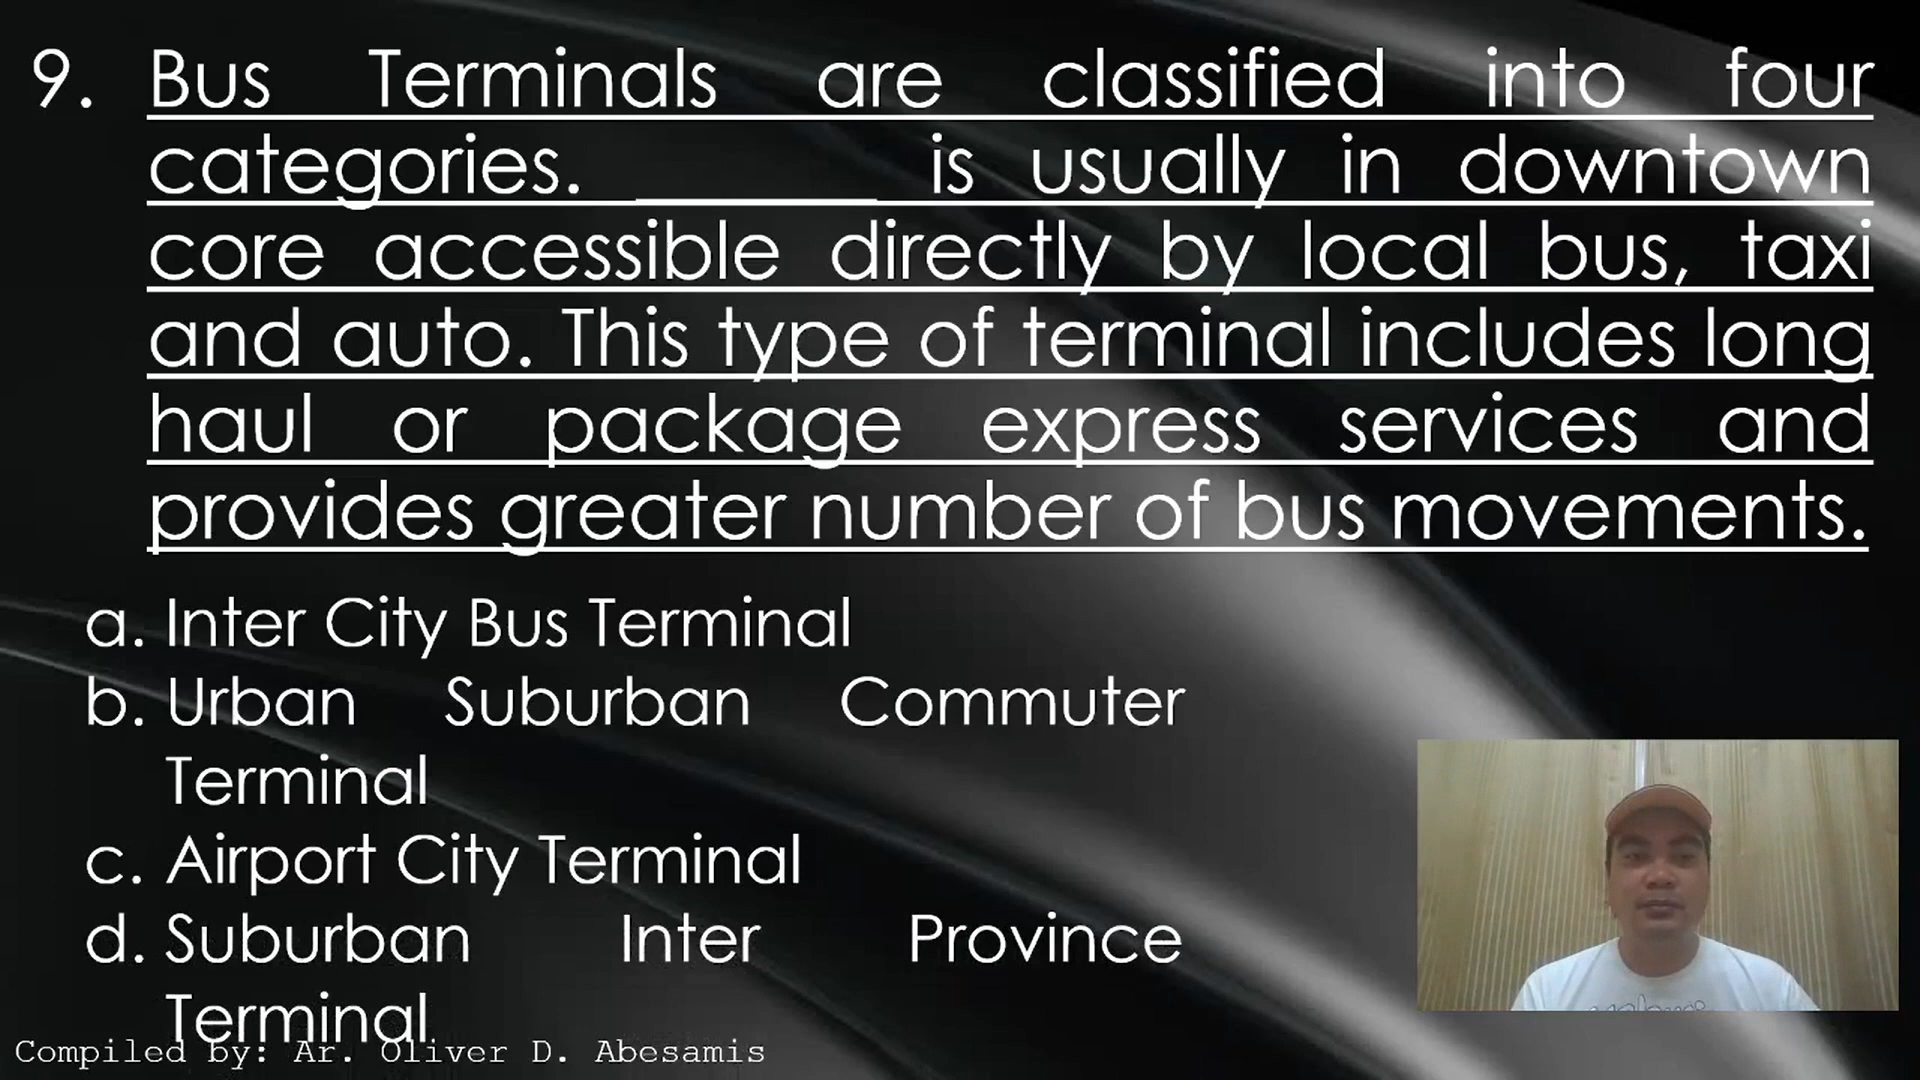 9. Bus Terminals are classified into four
categories. ________ is usually in downtown
core accessible directly by local bus, taxi
and auto. This type of terminal includes long
haul or package express services and
provides greater number of bus movements.
a. Inter City Bus Terminal
b. Urban Suburban Commuter
Terminal
c. Airport City Terminal
d. Suburban Inter Province
Terminal
Compiled by: Ar. Oliver D. Abesamis